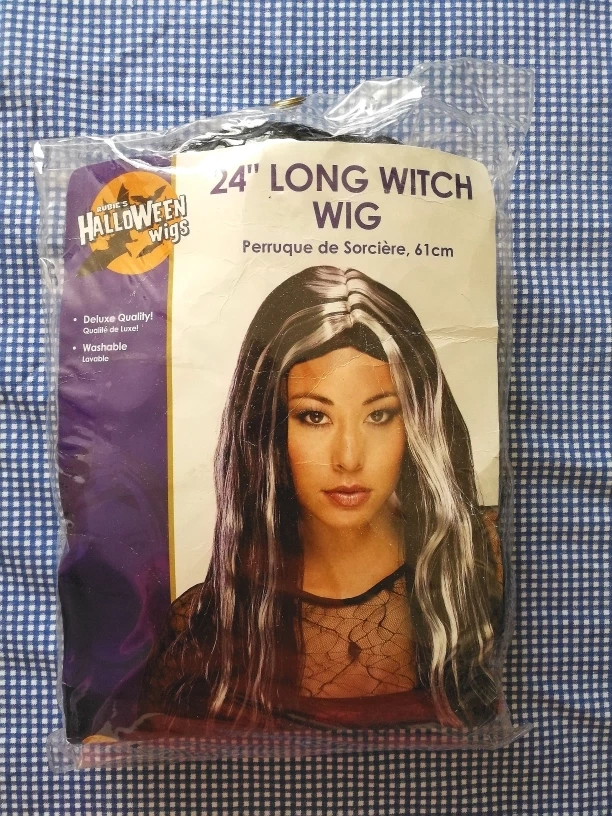 RUBIE'S
HALLOWEEN
wigs
24" LONG WITCH
WIG
Perruque de Sorcière, 61cm
• Deluxe Quality!
Qualité de Luxe!
• Washable
Lavable